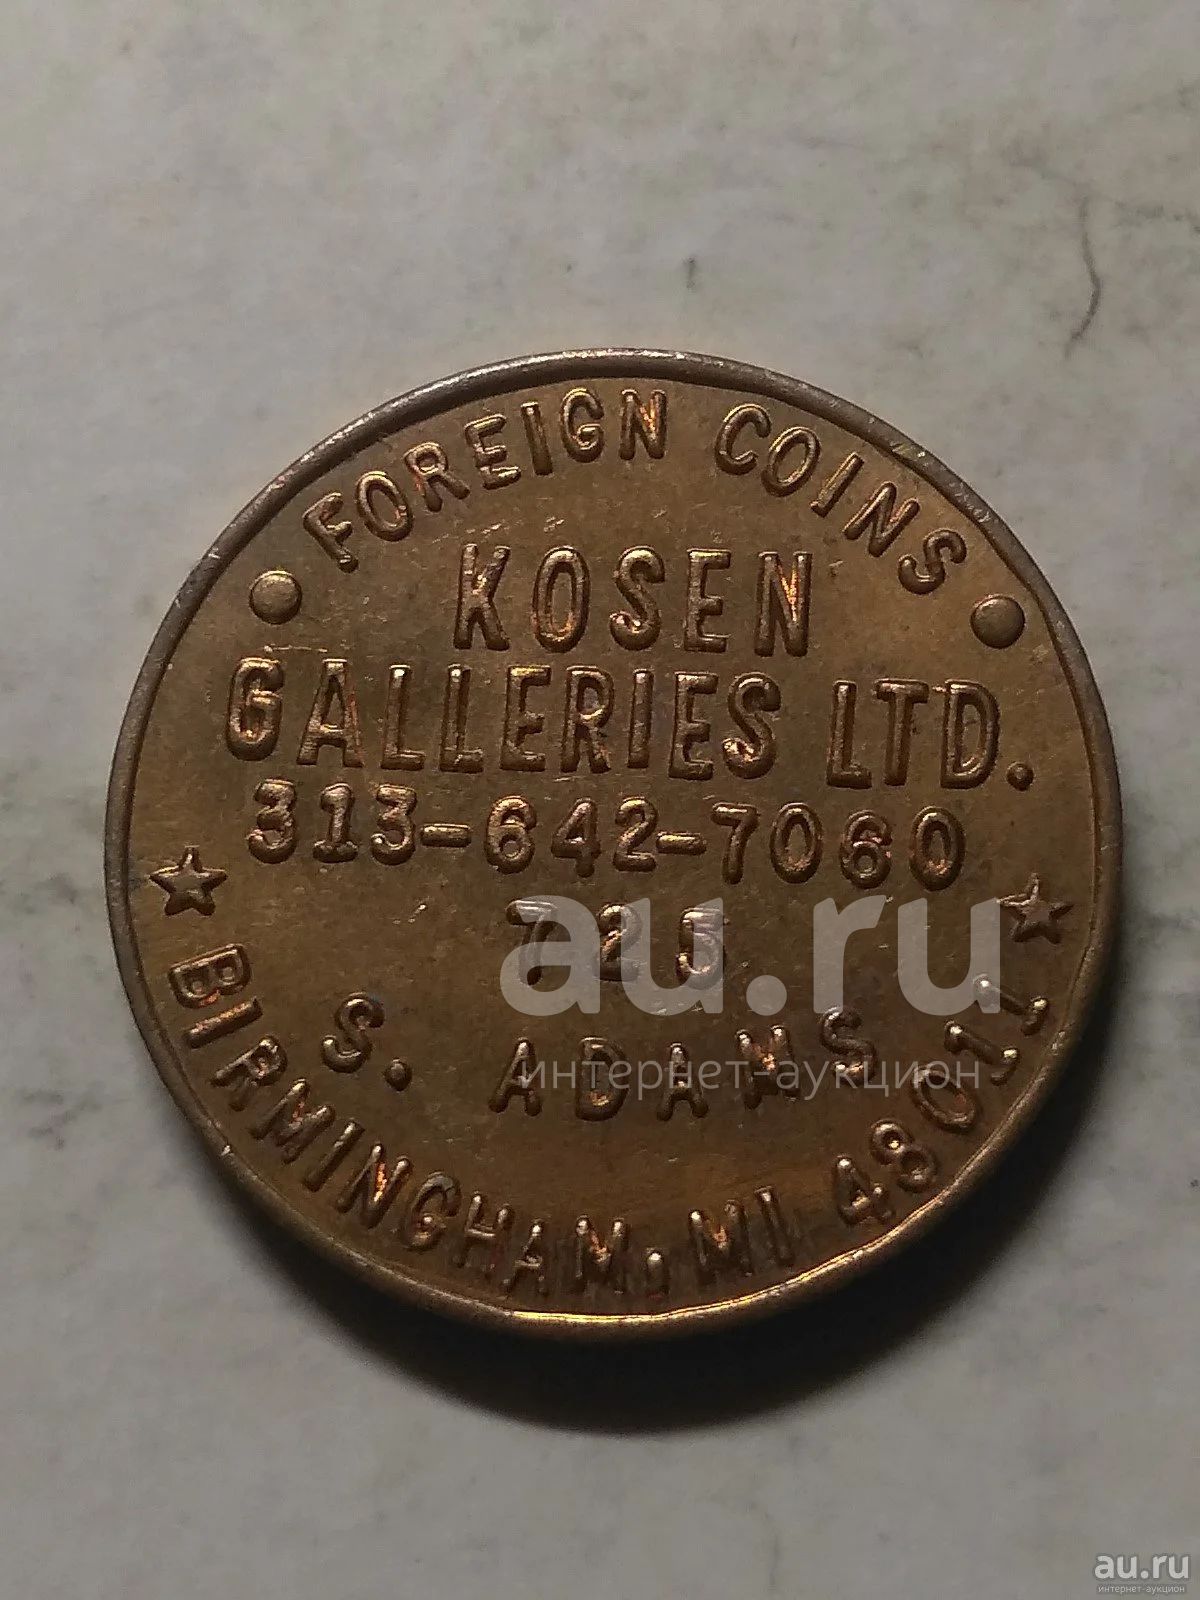 FOREIGN COINS
KOSEN
GALLERIES LTD.
313-642-7060
725
S. ADAMS
BIRMINGHAM, MI 48011
au.ru
интернет-аукцион
au.ru
интернет-аукцион